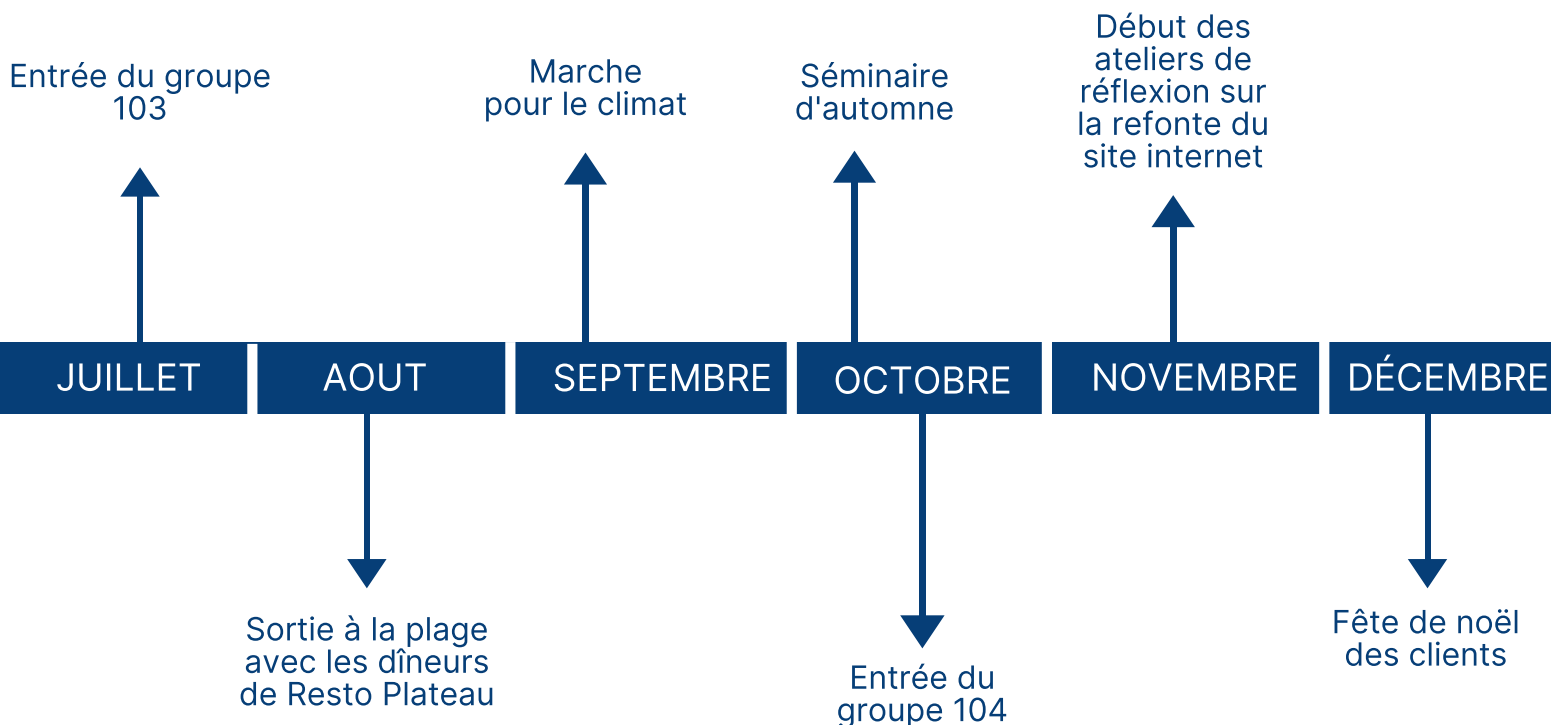 Entrée du groupe
103
Marche
pour le climat
Séminaire
d'automne
Début des
ateliers de
réflexion sur
la refonte du
site internet
JUILLET
AOUT
SEPTEMBRE
OCTOBRE
NOVEMBRE
DÉCEMBRE
Sortie à la plage
avec les dîneurs
de Resto Plateau
Entrée du
groupe 104
Fête de noël
des clients